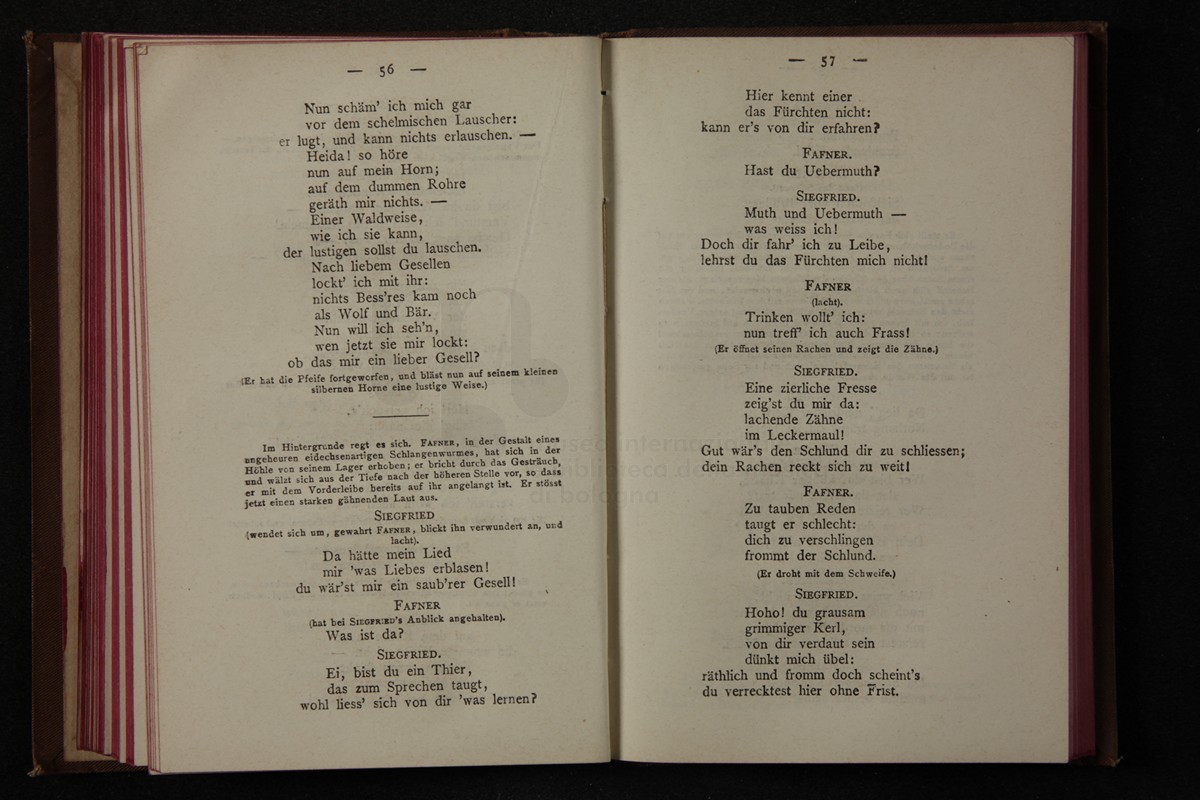 — 56 —
Nun schäm' ich mich gar
vor dem schelmischen Lauscher:
er lugt, und kann nichts erlauschen. —
Heida! so höre
nun auf mein Horn;
auf dem dummen Rohre
geräth mir nichts. —
Einer Waldweise,
wie ich sie kann,
der lustigen sollst du lauschen.
Nach liebem Gesellen
lockt' ich mit ihr:
nichts Bess'res kam noch
als Wolf und Bär.
Nun will ich seh'n,
wen jetzt sie mir lockt:
ob das mir ein lieber Gesell?
(Er hat die Pfeife fortgeworfen, und bläst nun auf seinem kleinen
silbernen Horne eine lustige Weise.)
Im Hintergrunde regt es sich. FAFNER, in der Gestalt eines
ungeheuren eidechsenartigen Schlangenwurmes, hat sich in der
Höhle von seinem Lager erhoben; er bricht durch das Gesträuch,
und wälzt sich aus der Tiefe nach der höheren Stelle vor, so dass
er mit dem Vorderleibe bereits auf ihr angelangt ist. Er stösst
jetzt einen starken gähnenden Laut aus.
SIEGFRIED
(wendet sich um, gewahrt FAFNER, blickt ihn verwundert an, und
lacht).
Da hätte mein Lied
mir 'was Liebes erblasen!
du wär'st mir ein saub'rer Gesell!
FAFNER
(hat bei SIEGFRIED'S Anblick angehalten).
Was ist da?
SIEGFRIED.
Ei, bist du ein Thier,
das zum Sprechen taugt,
wohl liess' sich von dir 'was lernen?
— 57 —
Hier kennt einer
das Fürchten nicht:
kann er's von dir erfahren?
FAFNER.
Hast du Uebermuth?
SIEGFRIED.
Muth und Uebermuth —
was weiss ich!
Doch dir fahr' ich zu Leibe,
lehrst du das Fürchten mich nicht!
FAFNER
(lacht).
Trinken wollt' ich:
nun treff' ich auch Frass!
(Er öffnet seinen Rachen und zeigt die Zähne.)
SIEGFRIED.
Eine zierliche Fresse
zeig'st du mir da:
lachende Zähne
im Leckermaul!
Gut wär's den Schlund dir zu schliessen;
dein Rachen reckt sich zu weit!
FAFNER.
Zu tauben Reden
taugt er schlecht:
dich zu verschlingen
frommt der Schlund.
(Er droht mit dem Schweife.)
SIEGFRIED.
Hoho! du grausam
grimmiger Kerl,
von dir verdaut sein
dünkt mich übel:
räthlich und fromm doch scheint's
du verrecktest hier ohne Frist.